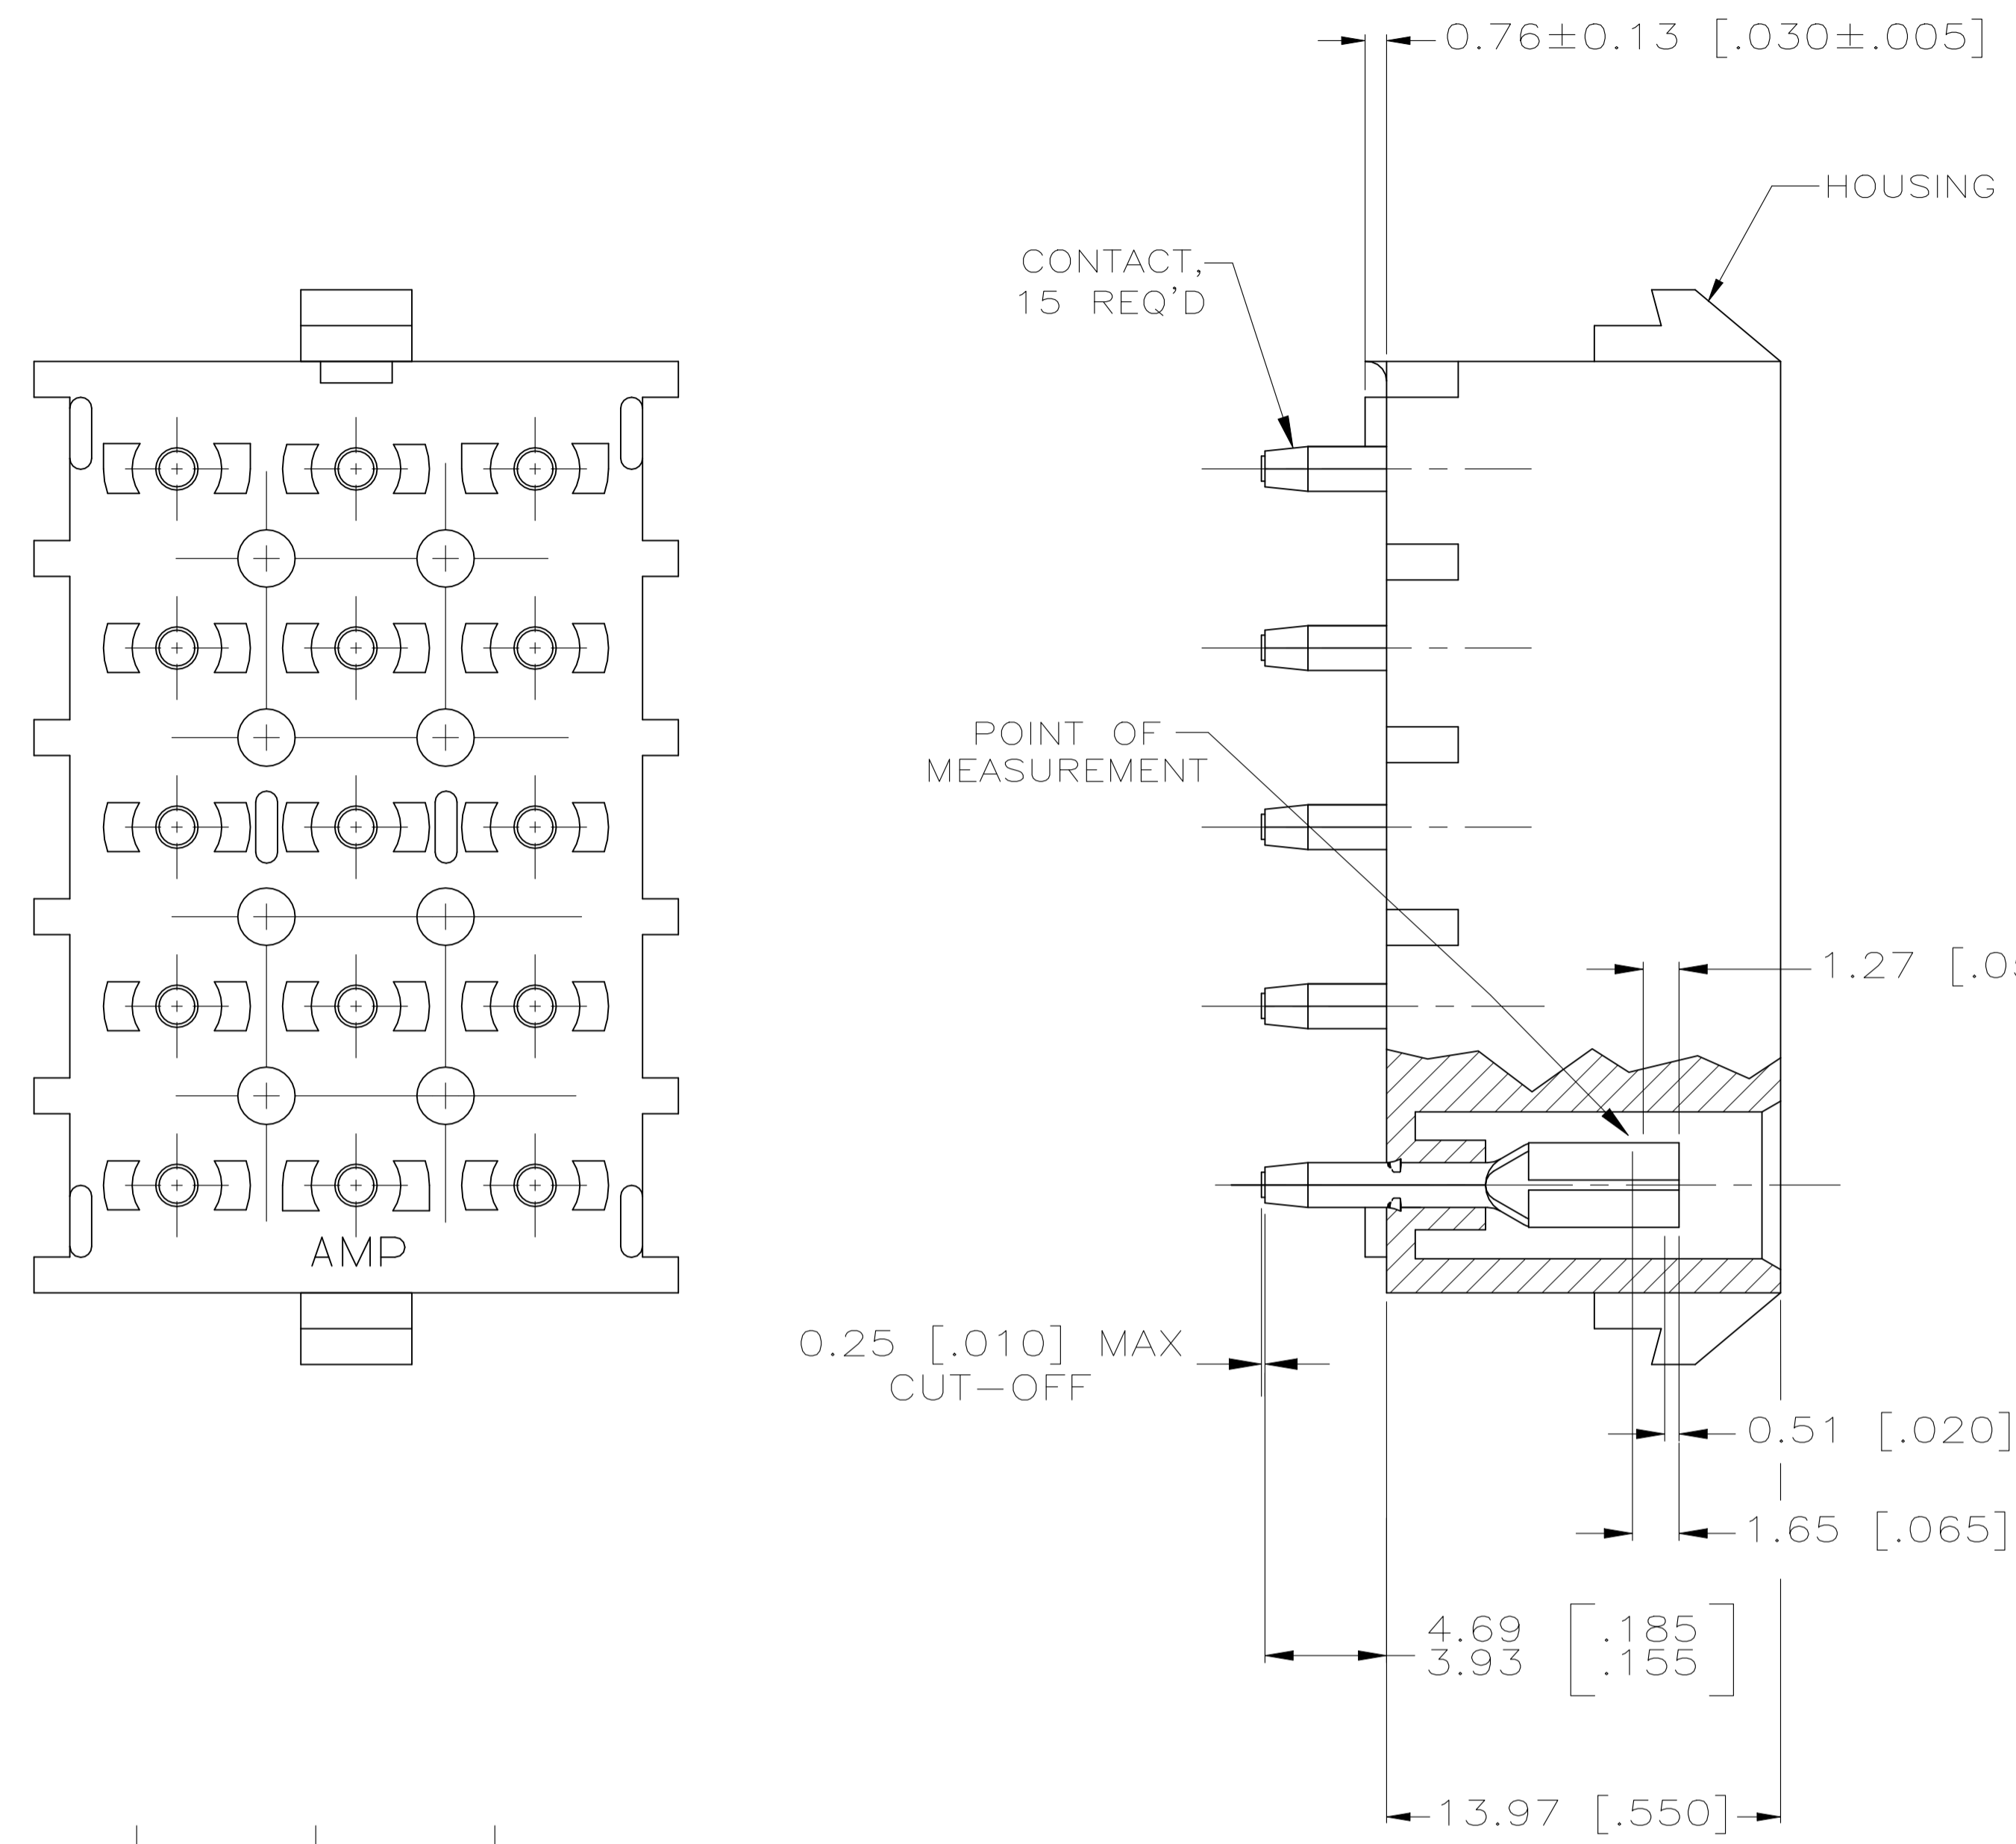 0.76±0.13 [.030±.005]
HOUSING
CONTACT,
15 REQ'D
POINT OF
MEASUREMENT
1.27 [.0
AMP
0.25 [.010] MAX
CUT-OFF
0.51 [.020]
1.65 [.065]
4.69 [.185
3.93 .155]
13.97 [.550]